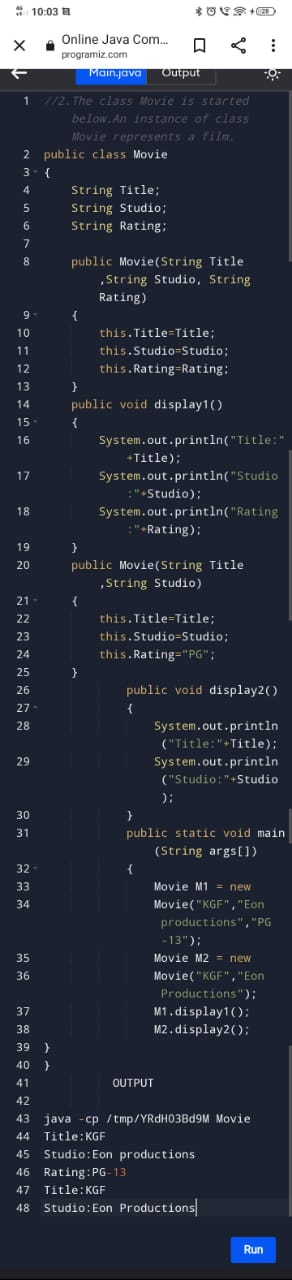 10:03
Online Java Com...
programiz.com
Main.java Output
1 //2.The class Movie is started
below.An instance of class
Movie represents a film.
2 public class Movie
3 {
4 String Title;
5 String Studio;
6 String Rating;
7
8 public Movie(String Title
,String Studio, String
Rating)
9 {
10 this.Title=Title;
11 this.Studio=Studio;
12 this.Rating=Rating;
13 }
14 public void display1()
15 {
16 System.out.println("Title:"
+Title);
17 System.out.println("Studio
:"+Studio);
18 System.out.println("Rating
:"+Rating);
19 }
20 public Movie(String Title
,String Studio)
21 {
22 this.Title=Title;
23 this.Studio=Studio;
24 this.Rating="PG";
25 }
26 public void display2()
27 {
28 System.out.println
("Title:"+Title);
29 System.out.println
("Studio:"+Studio
);
30 }
31 public static void main
(String args[])
32 {
33 Movie M1 = new
34 Movie("KGF","Eon
productions","PG
-13");
35 Movie M2 = new
36 Movie("KGF","Eon
Productions");
37 M1.display1();
38 M2.display2();
39 }
40 }
41 OUTPUT
42
43 java -cp /tmp/YRdH03Bd9M Movie
44 Title:KGF
45 Studio:Eon productions
46 Rating:PG-13
47 Title:KGF
48 Studio:Eon Productions
Run